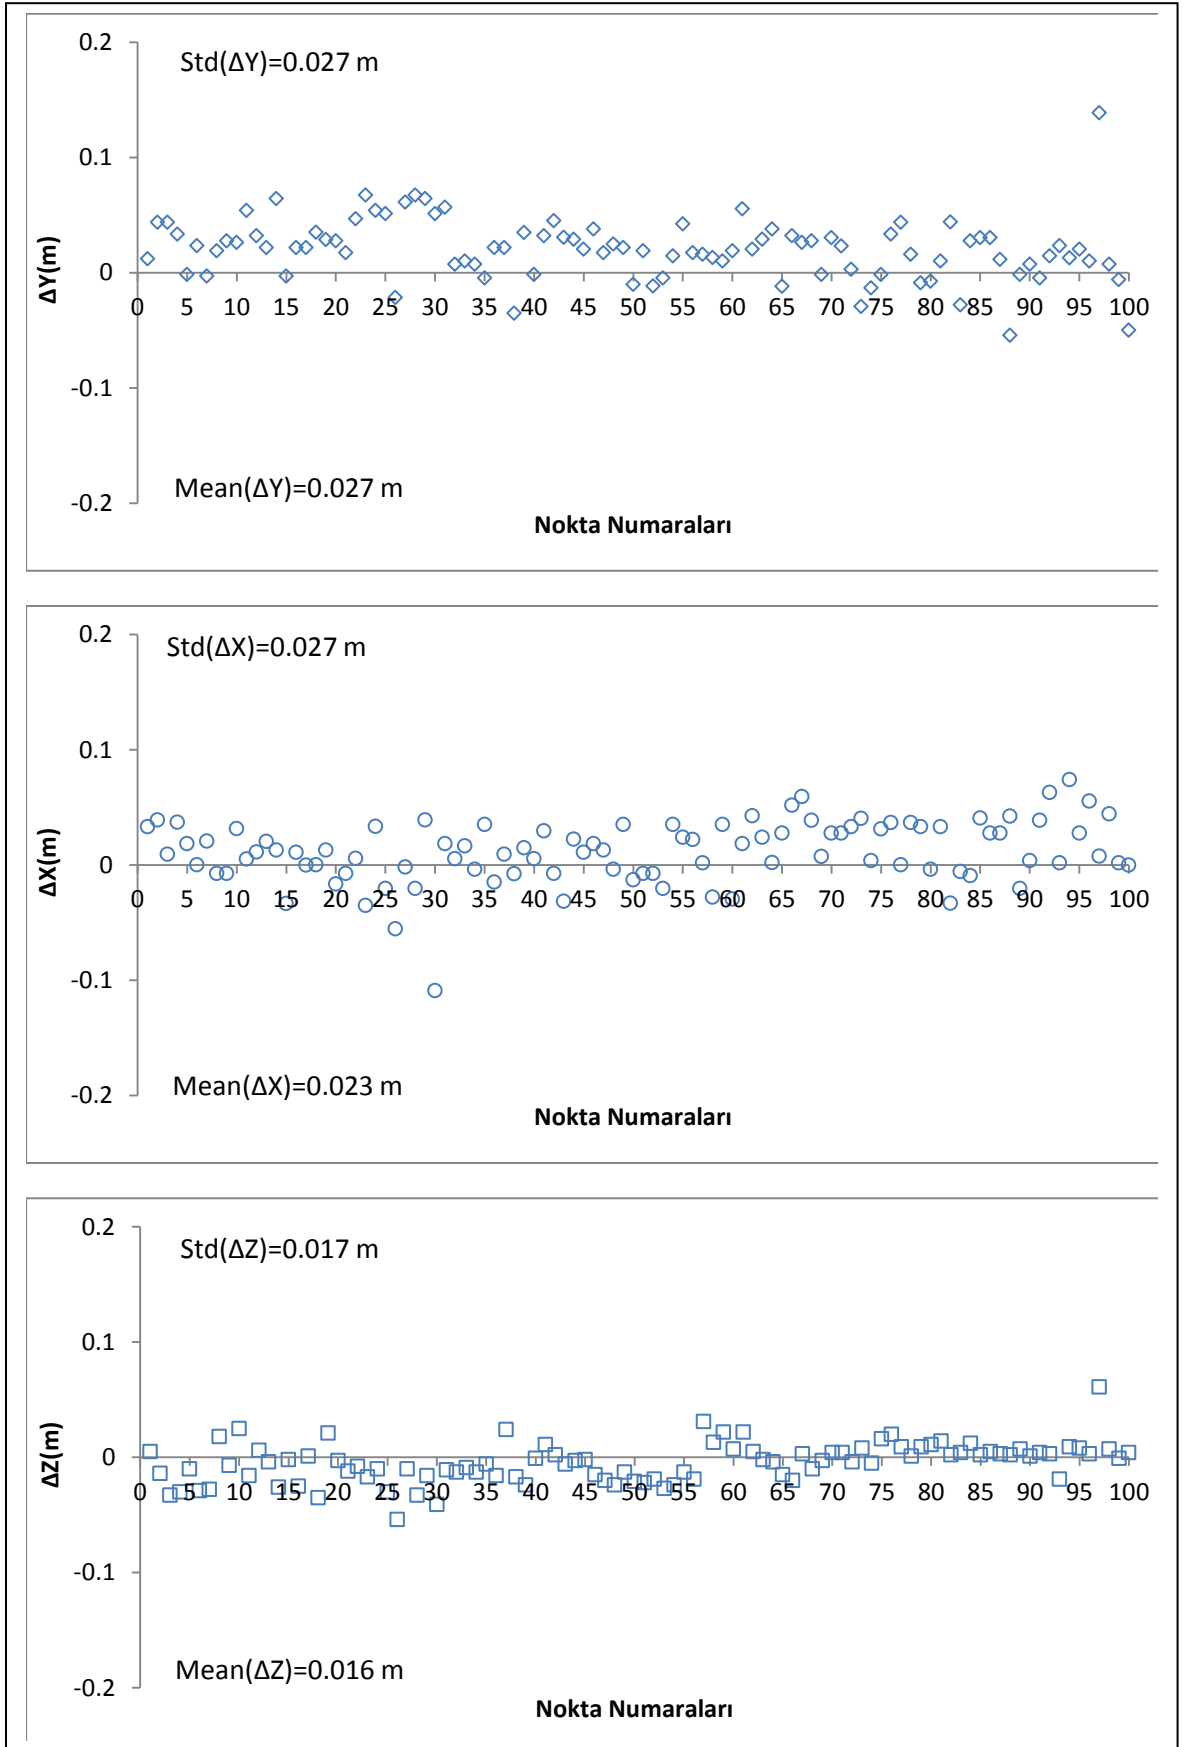 Std(ΔY)=0.027 m
0.2
0.1
0
-0.1
-0.2
ΔY(m)
0 5 10 15 20 25 30 35 40 45 50 55 60 65 70 75 80 85 90 95 100
Mean(ΔY)=0.027 m
Nokta Numaraları
Std(ΔX)=0.027 m
0.2
0.1
0
-0.1
-0.2
ΔX(m)
0 5 10 15 20 25 30 35 40 45 50 55 60 65 70 75 80 85 90 95 100
Mean(ΔX)=0.023 m
Nokta Numaraları
Std(ΔZ)=0.017 m
0.2
0.1
0
-0.1
-0.2
ΔZ(m)
0 5 10 15 20 25 30 35 40 45 50 55 60 65 70 75 80 85 90 95 100
Mean(ΔZ)=0.016 m
Nokta Numaraları